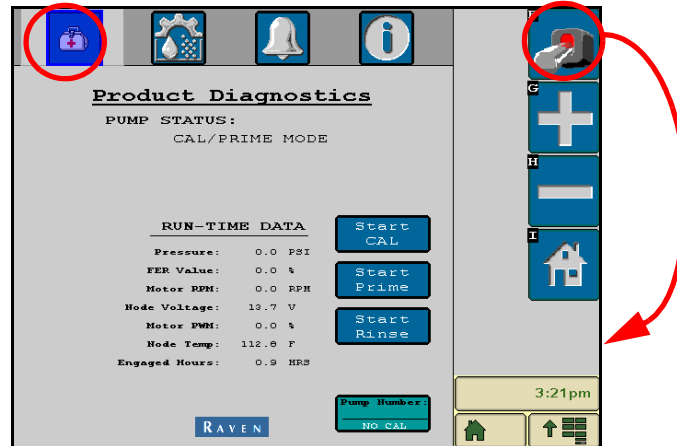 F
Product Diagnostics
G
PUMP STATUS:
CAL/PRIME MODE
H
RUN-TIME DATA
Start
CAL
I
Pressure: 0.0 PSI
FER Value: 0.0 %
Start
Prime
Motor RPM: 0.0 RPM
Node Voltage: 13.7 V
Start
Rinse
Motor PWM: 0.0 %
Node Temp: 112.8 F
Engaged Hours: 0.9 HRS
3:21pm
Pump Number:
NO CAL
RAVEN